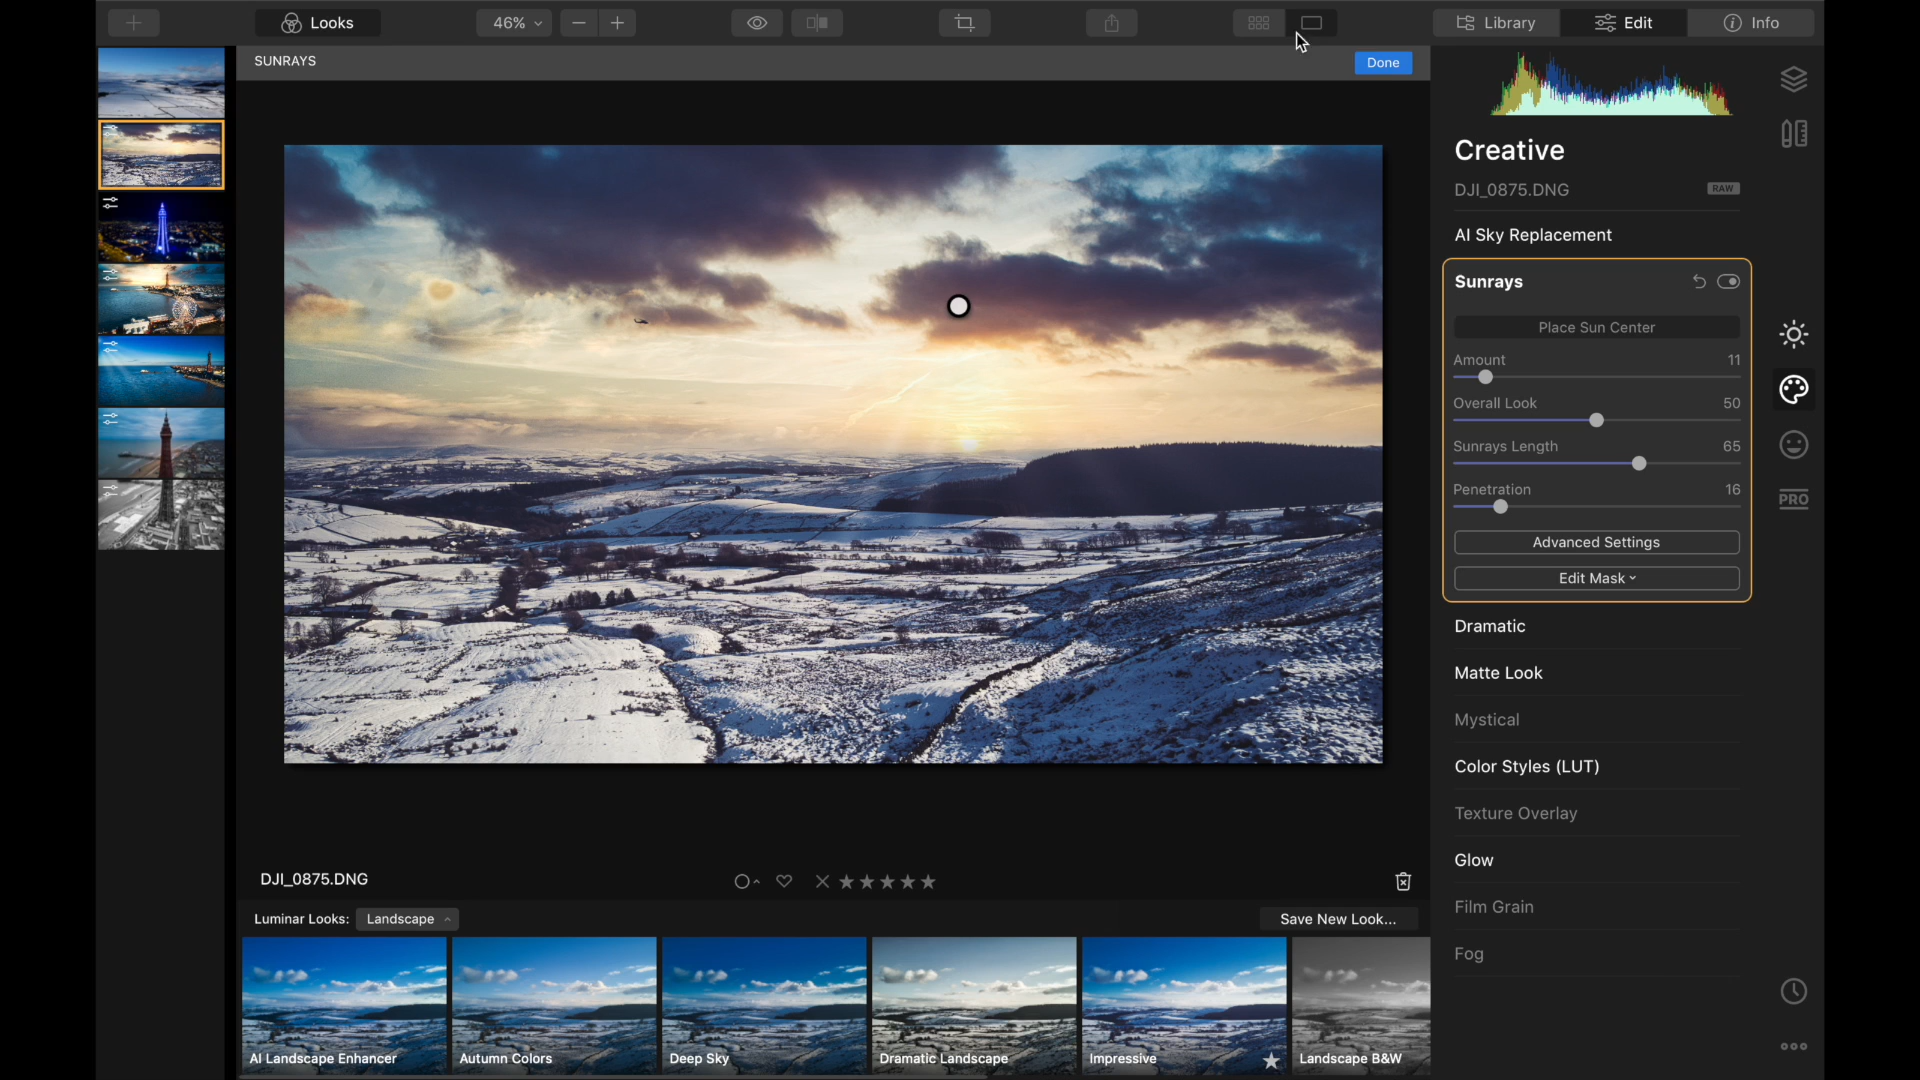 Looks
46%
Library
Edit
Info
SUNRAYS
Done
Creative
DJI_0875.DNG
RAW
AI Sky Replacement
Sunrays
Place Sun Center
Amount 11
Overall Look 50
Sunrays Length 65
Penetration 16
Advanced Settings
Edit Mask
Dramatic
Matte Look
Mystical
Color Styles (LUT)
Texture Overlay
Glow
Film Grain
Fog
PRO
DJI_0875.DNG
Luminar Looks: Landscape
Save New Look...
AI Landscape Enhancer
Autumn Colors
Deep Sky
Dramatic Landscape
Impressive
Landscape B&W